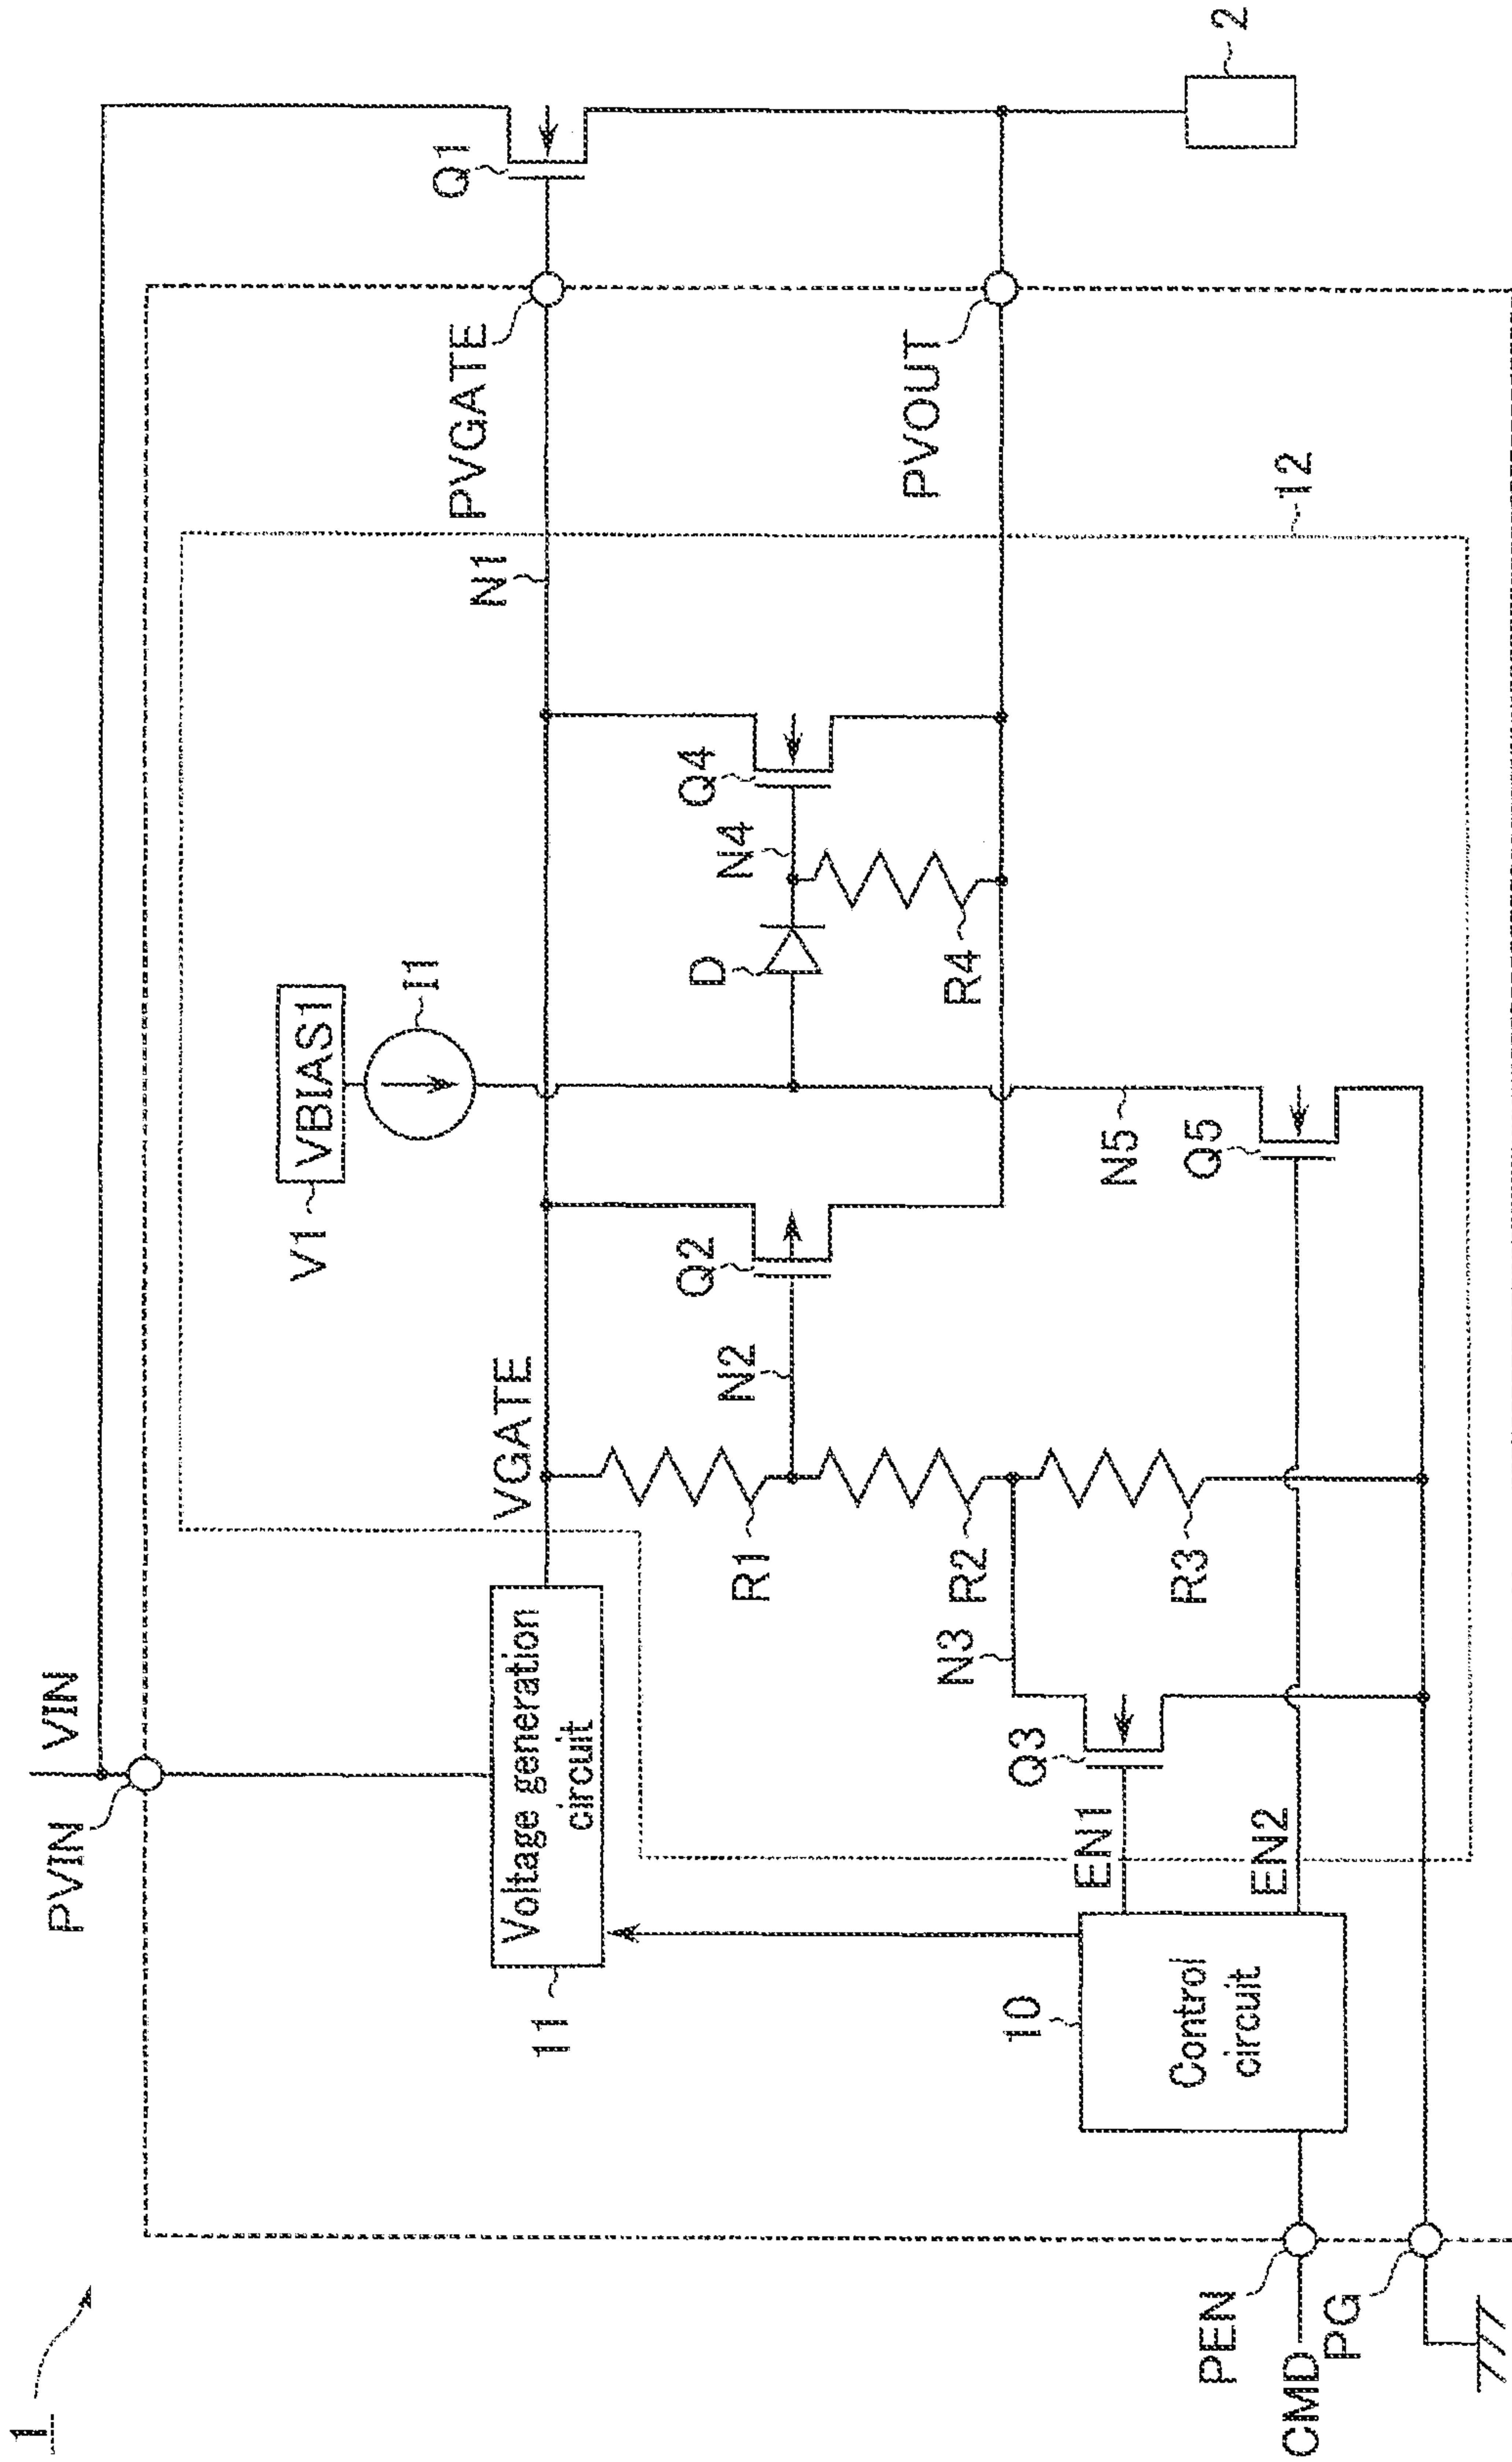 1
PVIN
VIN
11
Voltage generation
circuit
VGATE
V1
VBIAS1
I1
N1
PVGATE
Q1
R1
N2
Q2
D
N4
Q4
R4
PVOUT
10
Control
circuit
EN1
EN2
Q3
N3
R2
R3
N5
Q5
12
2
PEN
CMD
PG